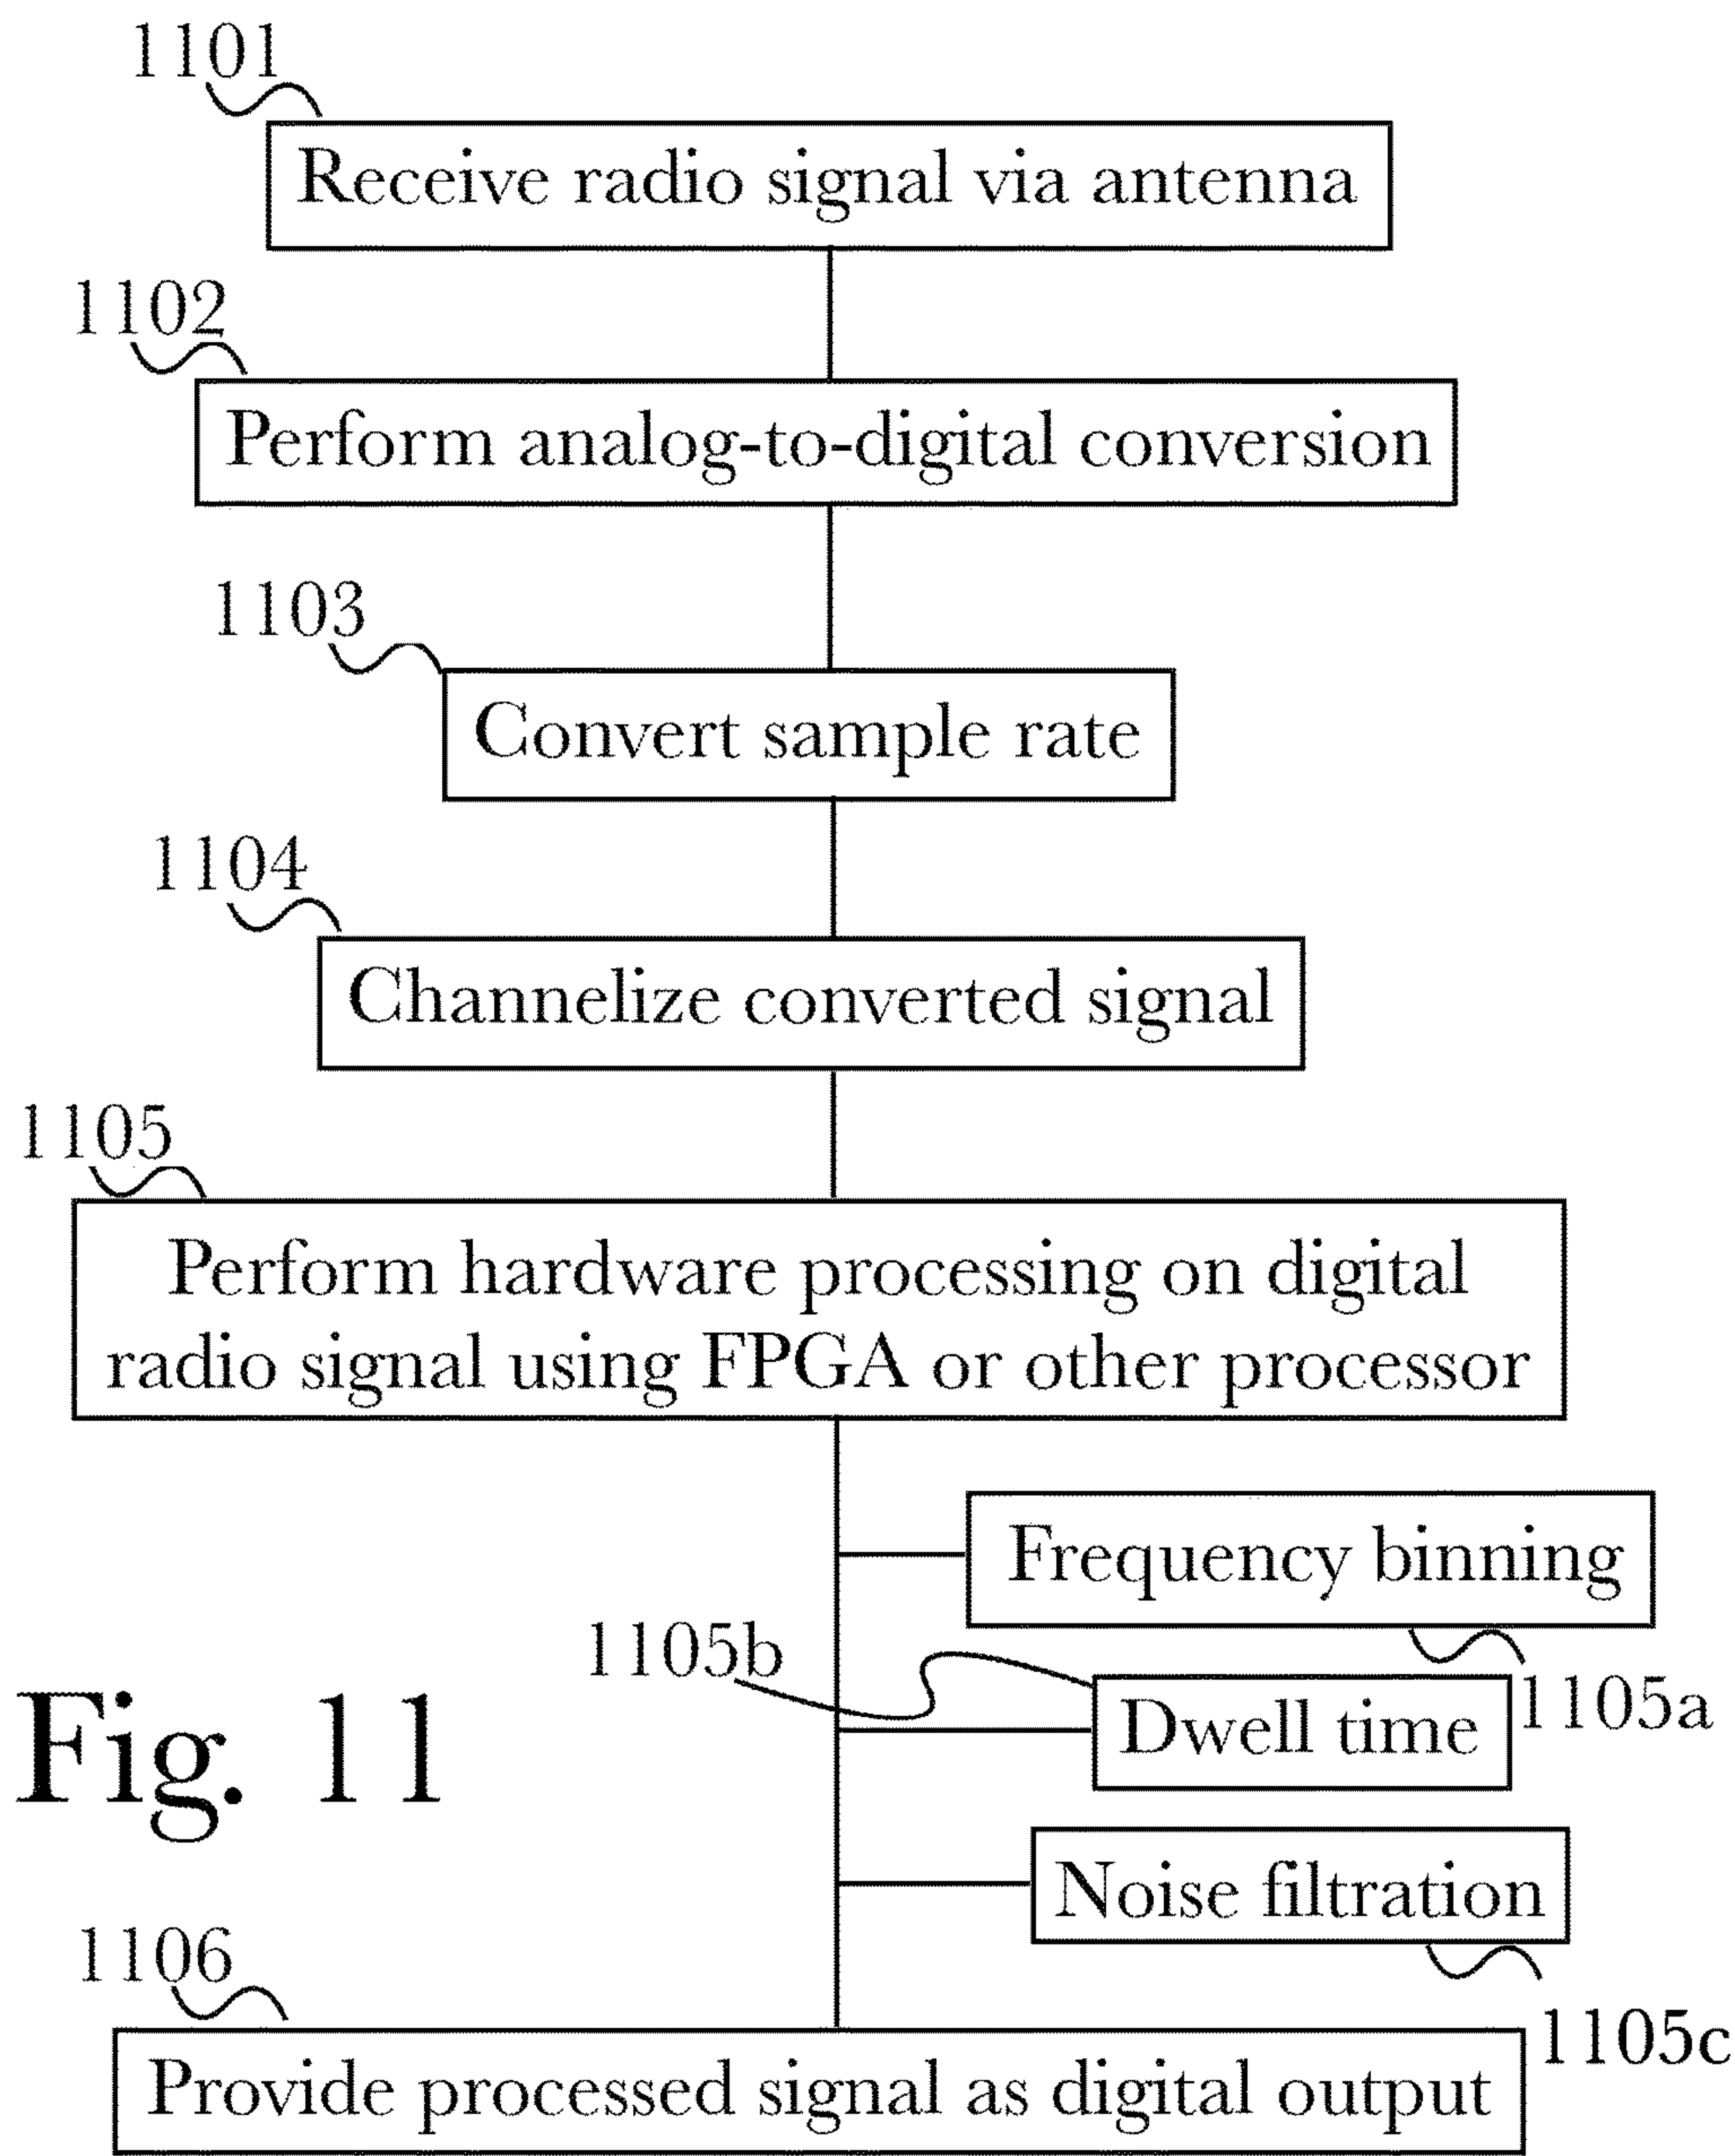 1101
Receive radio signal via antenna
1102
Perform analog-to-digital conversion
1103
Convert sample rate
1104
Channelize converted signal
1105
Perform hardware processing on digital
radio signal using FPGA or other processor
Frequency binning
1105a
1105b
Dwell time
Fig. 11
Noise filtration
1105c
1106
Provide processed signal as digital output